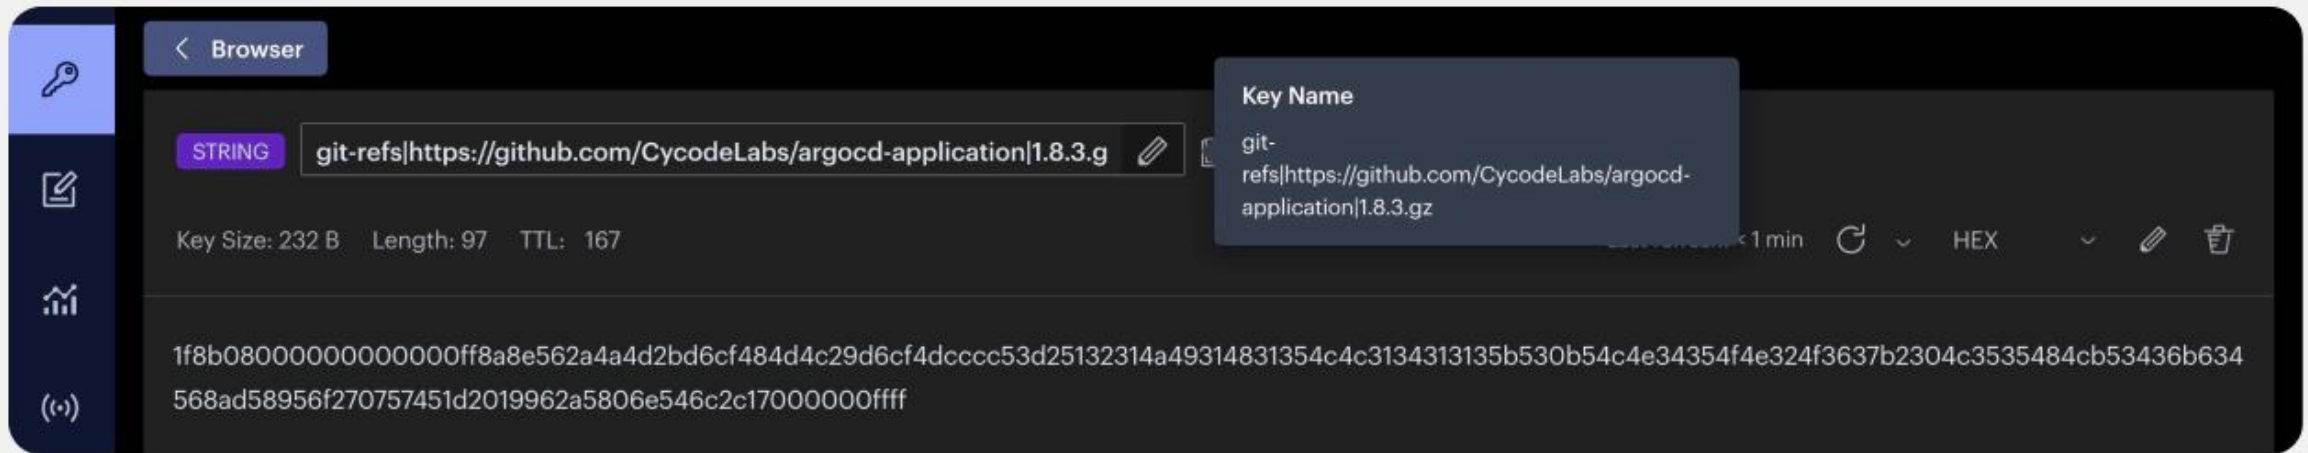 Browser
Key Name
STRING
git-refs|https://github.com/CycodeLabs/argocd-application|1.8.3.g
git-
refs|https://github.com/CycodeLabs/argocd-
application|1.8.3.gz
Key Size: 232 B Length: 97 TTL: 167
< 1 min
HEX
1f8b08000000000000ff8a8e562a4a4d2bd6cf484d4c29d6cf4dcccc53d25132314a49314831354c4c3134313135b530b54c4e34354f4e324f3637b2304c3535484cb53436b634
568ad58956f270757451d2019962a5806e546c2c17000000ffff